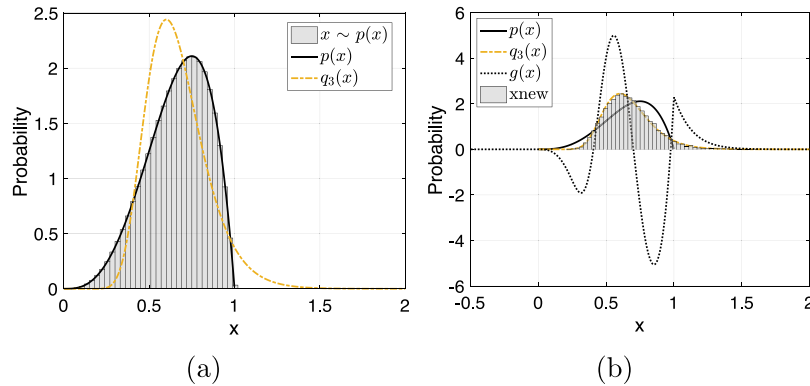 2.5
2
1.5
1
0.5
0
Probability
0 0.5 1 1.5 2
x
x ∼ p(x)
p(x)
q₃(x)
(a)
6
4
2
0
-2
-4
-6
Probability
-0.5 0 0.5 1 1.5 2
x
p(x)
q₃(x)
g(x)
xnew
(b)